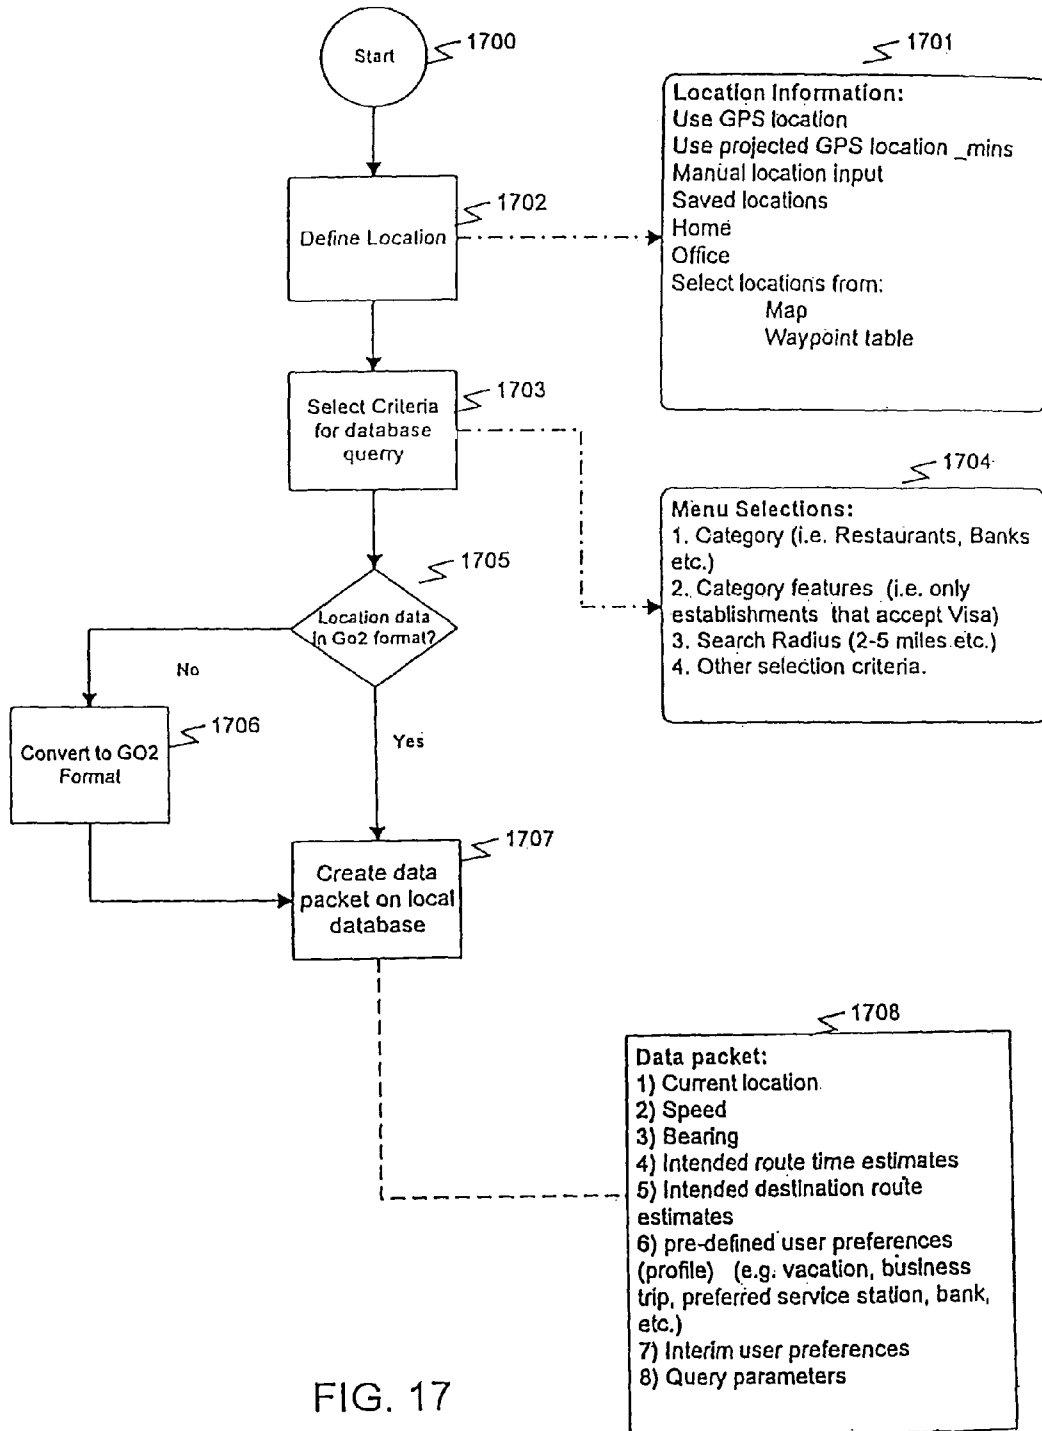 Start
1700
1701
Location Information:
Use GPS location
Use projected GPS location _mins
Manual location input
Saved locations
Home
Office
Select locations from:
Map
Waypoint table
1702
Define Location
1703
Select Criteria
for database
querry
1704
Menu Selections:
1. Category (i.e. Restaurants, Banks
etc.)
2. Category features (i.e. only
establishments that accept Visa)
3. Search Radius (2-5 miles etc.)
4. Other selection criteria.
1705
Location data
in Go2 format?
No
Yes
1706
Convert to GO2
Format
1707
Create data
packet on local
database
1708
Data packet:
1) Current location
2) Speed
3) Bearing
4) Intended route time estimates
5) Intended destination route
estimates
6) pre-defined user preferences
(profile) (e.g. vacation, business
trip, preferred service station, bank,
etc.)
7) Interim user preferences
8) Query parameters
FIG. 17